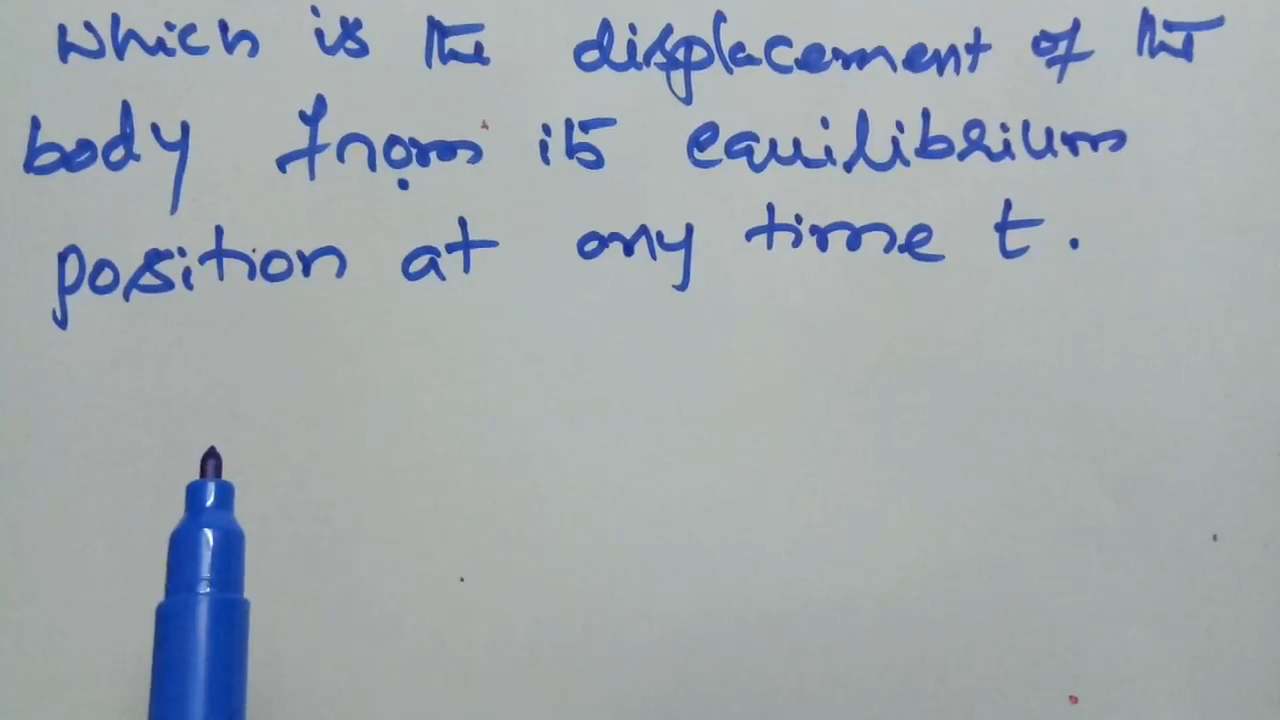 which is the displacement of the
body from its equilibrium
position at any time t.